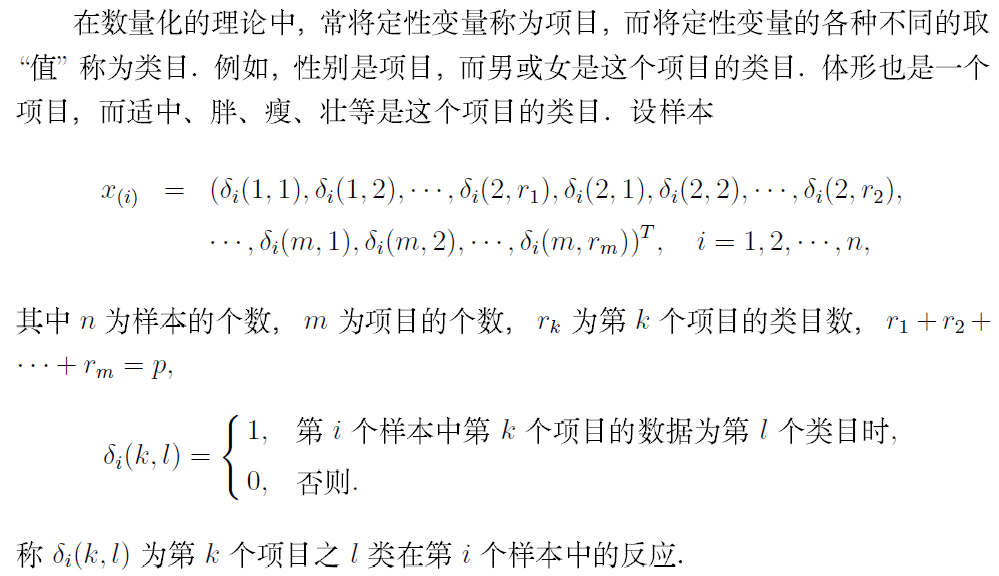 在数量化的理论中, 常将定性变量称为项目, 而将定性变量的各种不同的取
“值” 称为类目. 例如, 性别是项目, 而男或女是这个项目的类目. 体形也是一个
项目, 而适中、胖、瘦、壮等是这个项目的类目. 设样本
x_{(i)} = (δ_i(1,1), δ_i(1,2), ⋯, δ_i(2,r_1), δ_i(2,1), δ_i(2,2), ⋯, δ_i(2,r_2),
⋯, δ_i(m,1), δ_i(m,2), ⋯, δ_i(m,r_m))^T, i = 1,2,⋯,n,
其中 n 为样本的个数, m 为项目的个数, r_k 为第 k 个项目的类目数, r_1 + r_2 +
⋯ + r_m = p,
δ_i(k,l) = { 1, 第 i 个样本中第 k 个项目的数据为第 l 个类目时,
0, 否则.
称 δ_i(k,l) 为第 k 个项目之 l 类在第 i 个样本中的反应.